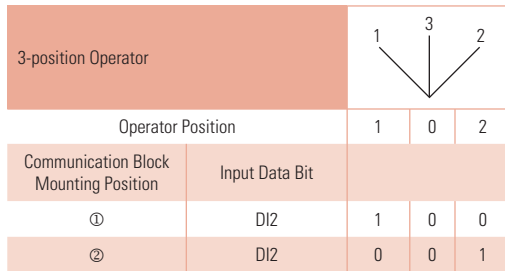 3-position Operator
1 3 2
Operator Position 1 0 2
Communication Block
Mounting Position
Input Data Bit
① DI2 1 0 0
② DI2 0 0 1